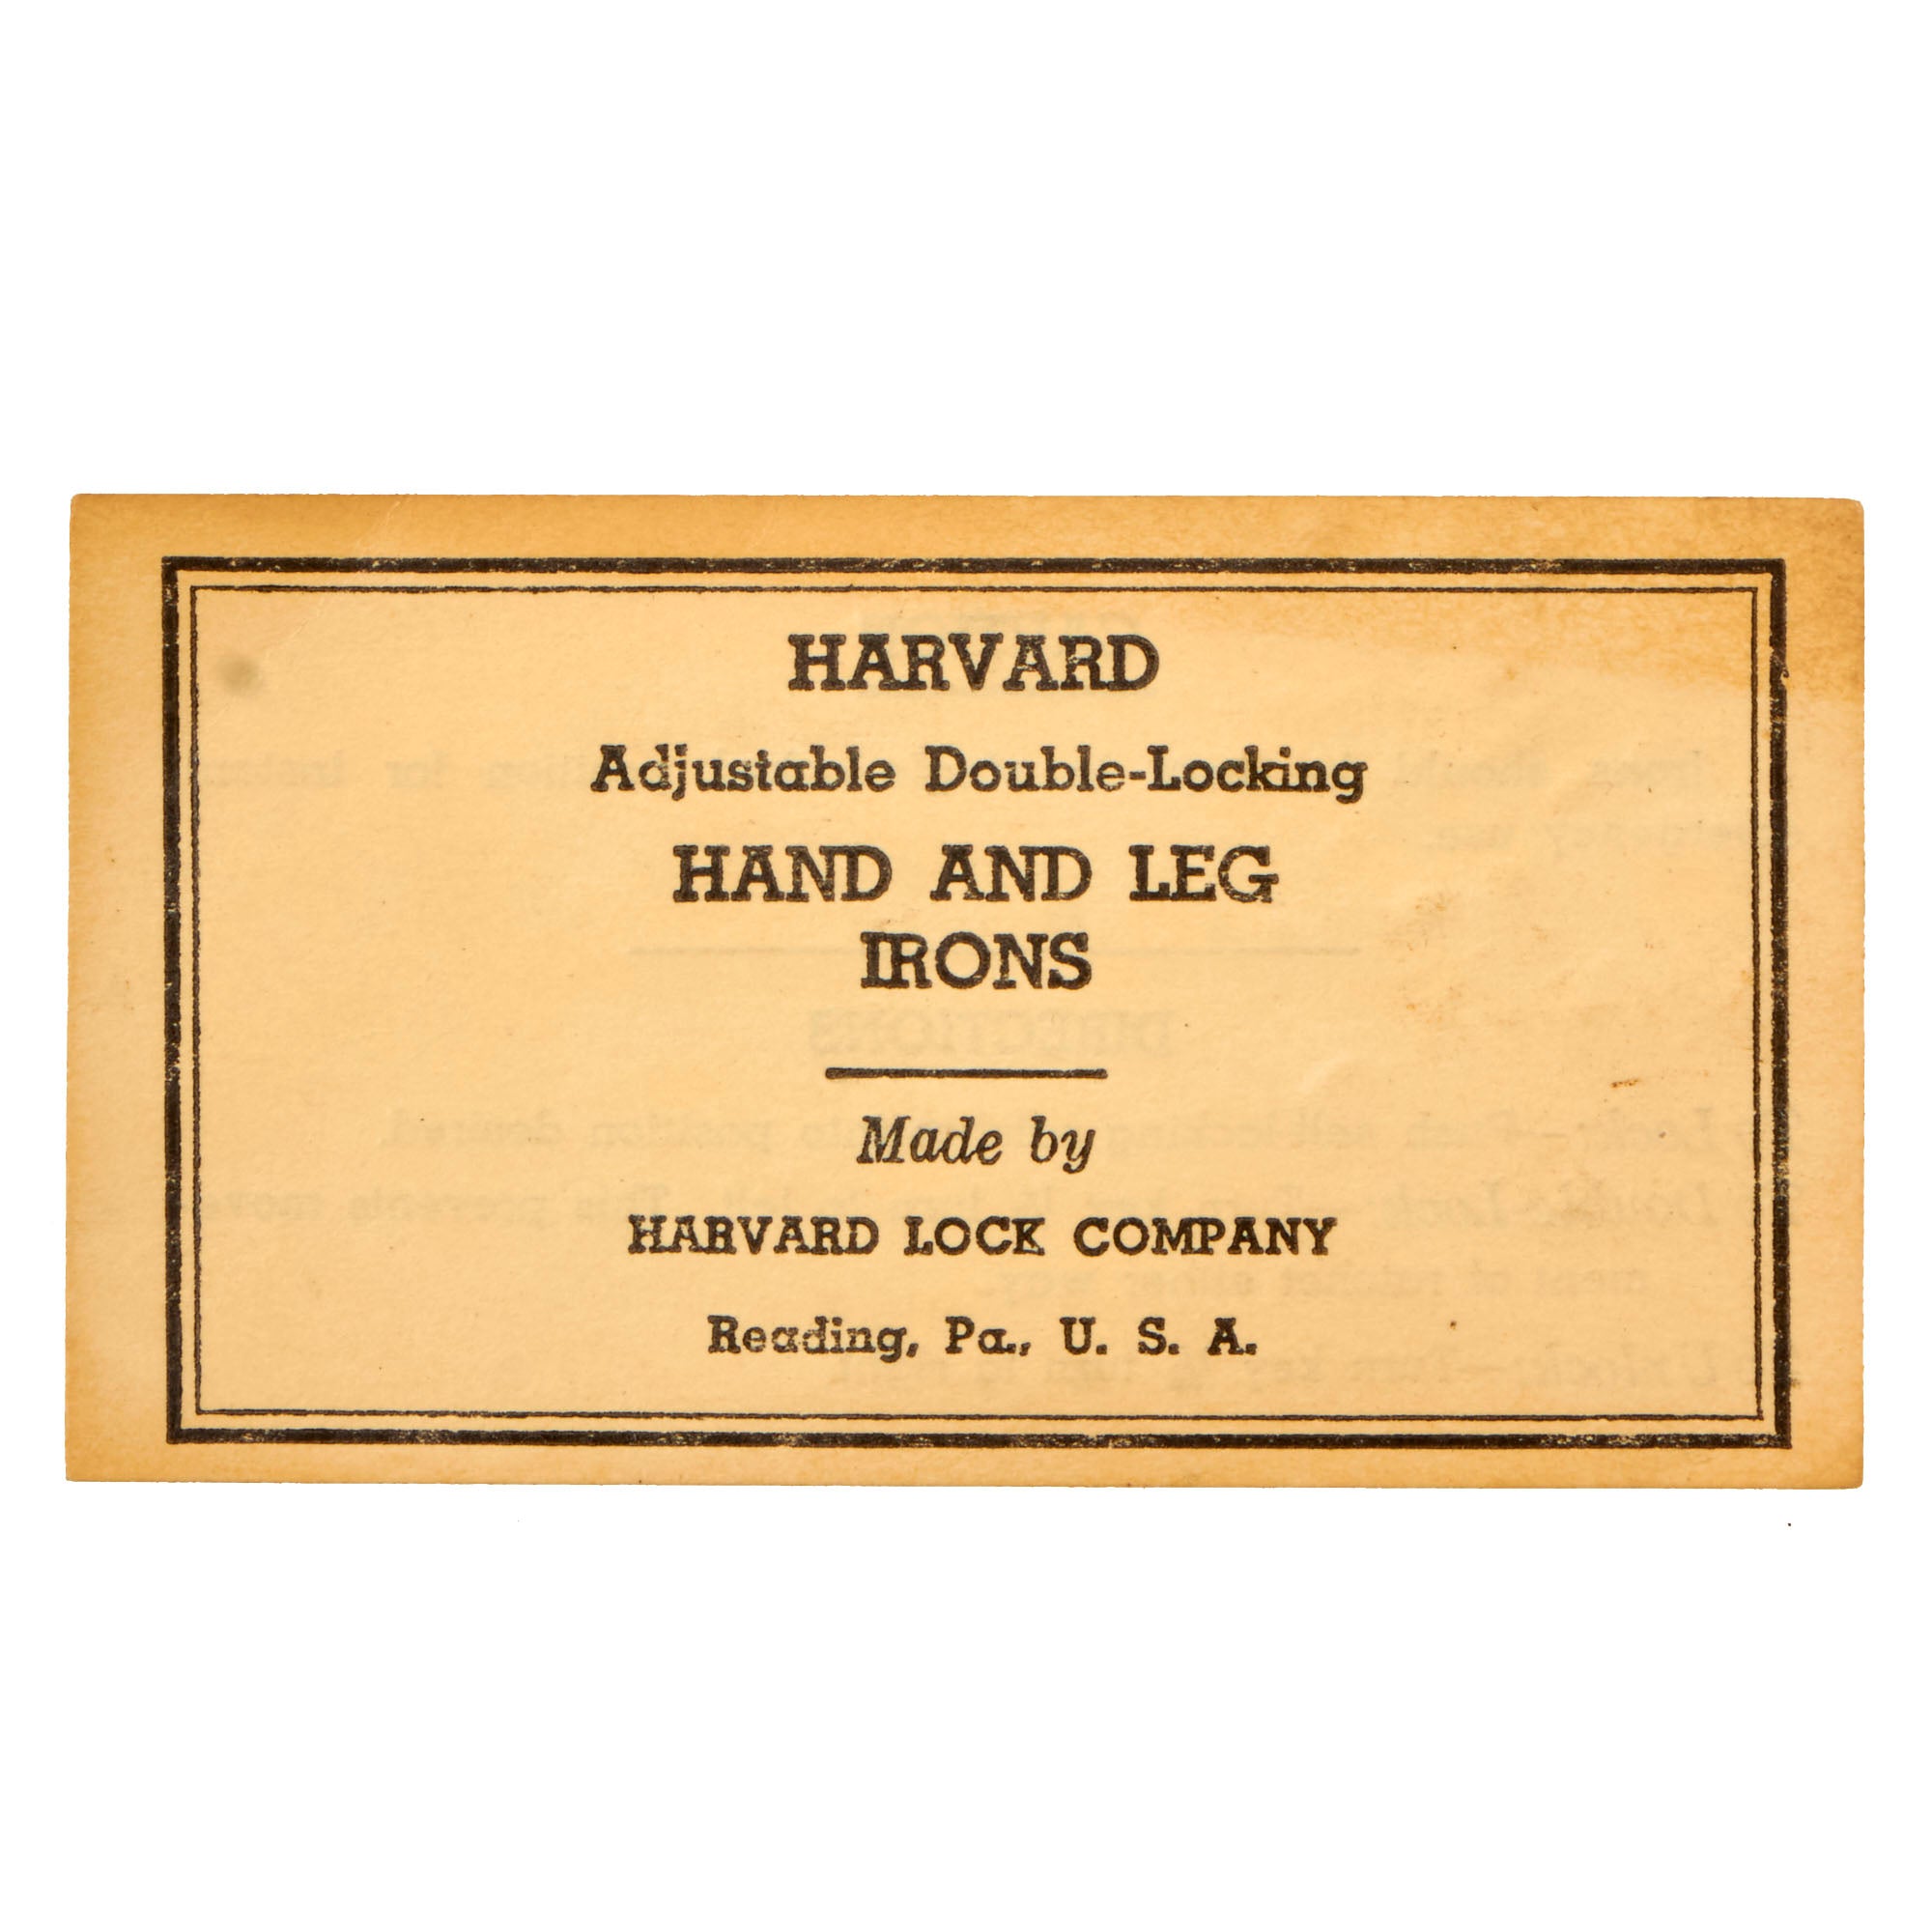 HARVARD
Adjustable Double-Locking
HAND AND LEG
IRONS
Made by
HARVARD LOCK COMPANY
Reading, Pa., U. S. A.